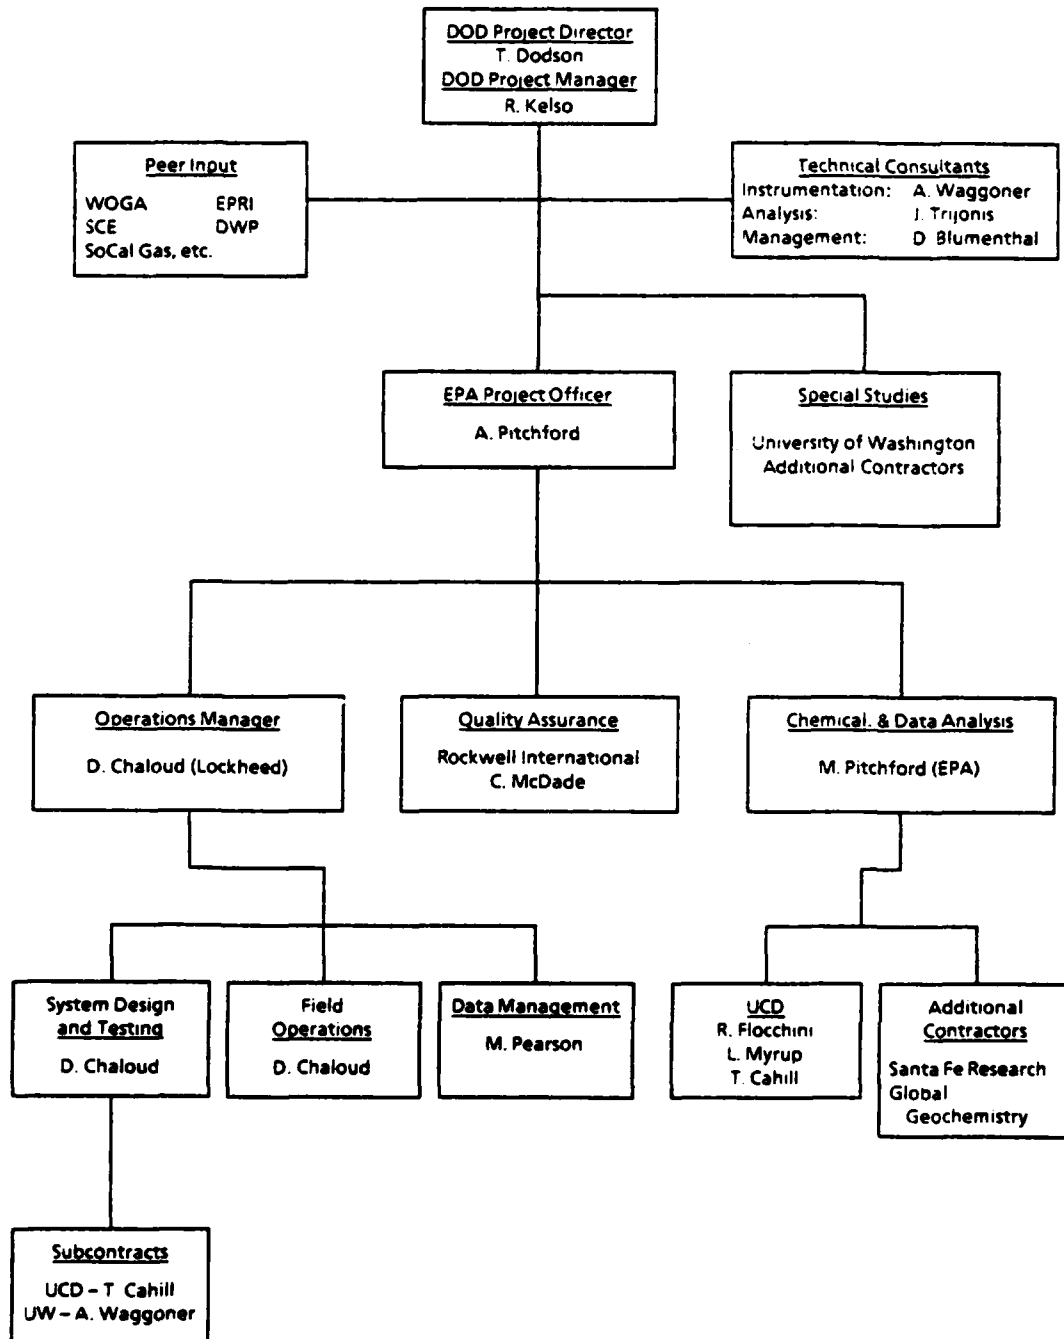 DOD Project Director
T. Dodson
DOD Project Manager
R. Kelso
Peer Input
WOGA EPRI
SCE DWP
SoCal Gas, etc.
Technical Consultants
Instrumentation: A. Waggoner
Analysis: J. Trijonis
Management: D Blumenthal
EPA Project Officer
A. Pitchford
Special Studies
University of Washington
Additional Contractors
Operations Manager
D. Chaloud (Lockheed)
Quality Assurance
Rockwell International
C. McDade
Chemical. & Data Analysis
M. Pitchford (EPA)
System Design
and Testing
D. Chaloud
Field
Operations
D. Chaloud
Data Management
M. Pearson
UCD
R. Flocchini
L. Myrup
T. Cahill
Additional
Contractors
Santa Fe Research
Global
Geochemistry
Subcontracts
UCD – T Cahill
UW – A. Waggoner